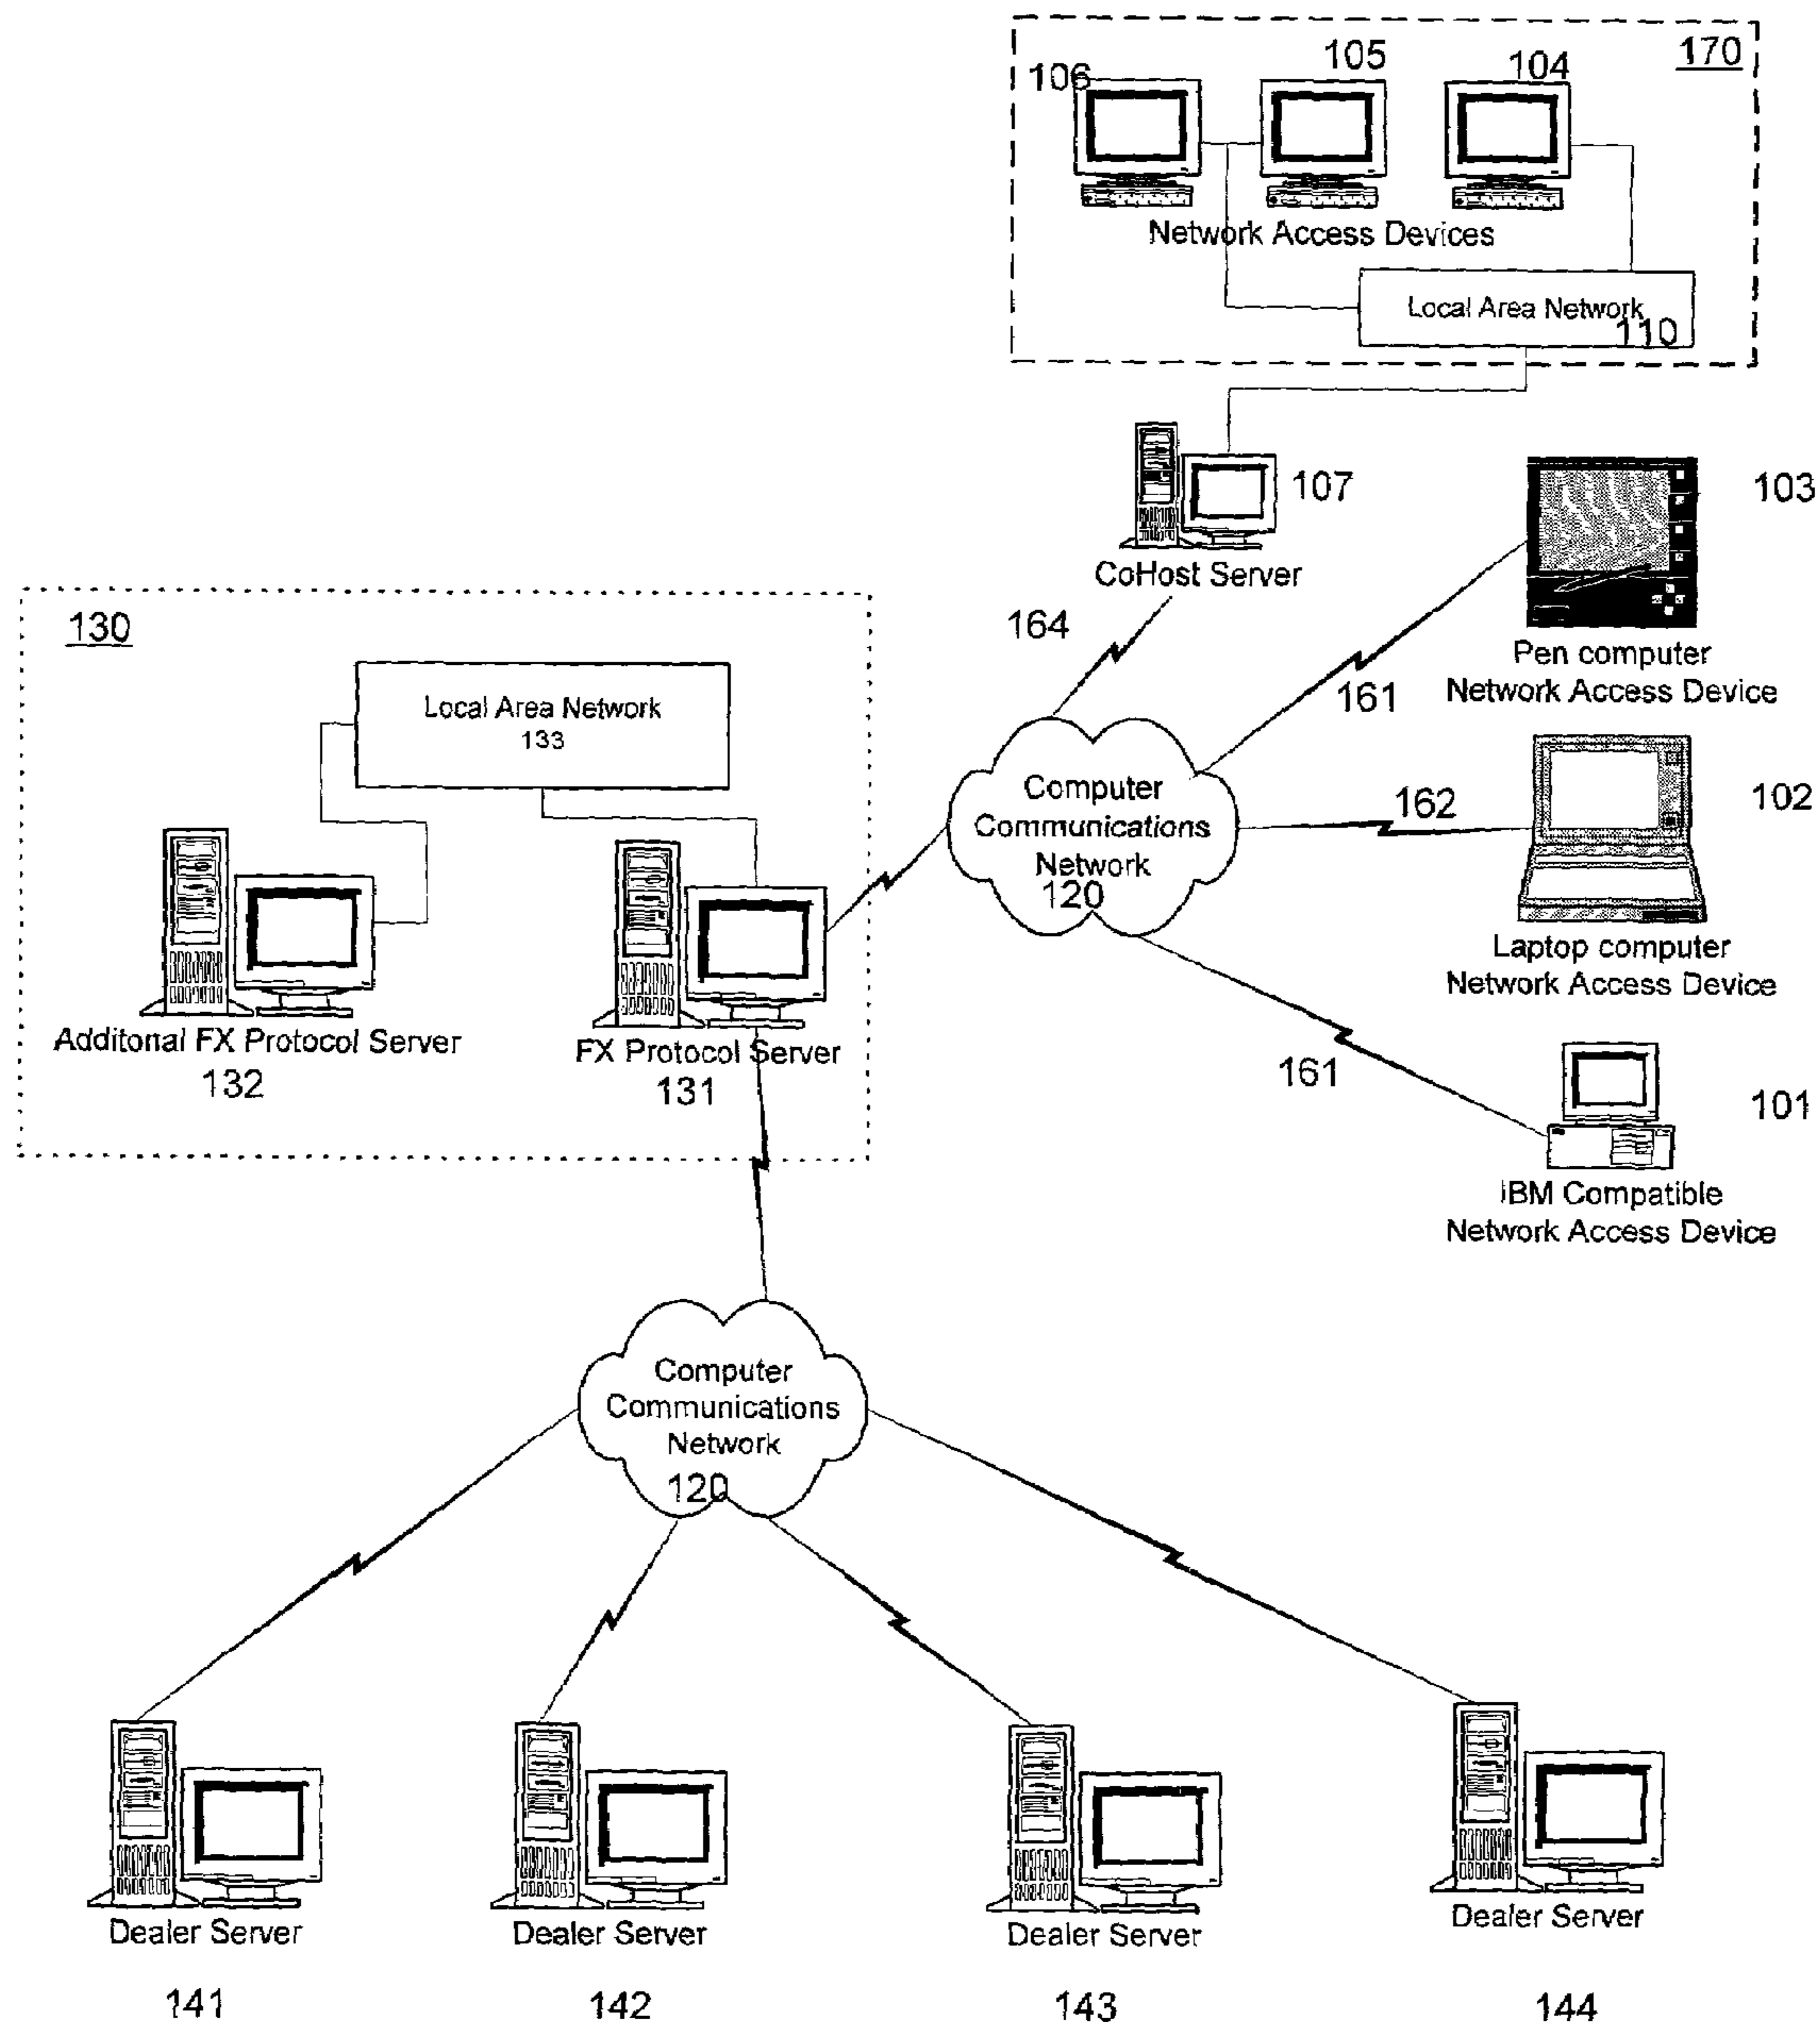 170
106
105
104
Network Access Devices
Local Area Network
110
107
CoHost Server
103
Pen computer
Network Access Device
164
161
130
Local Area Network
133
Computer
Communications
Network
120
162
102
Laptop computer
Network Access Device
Additonal FX Protocol Server
132
FX Protocol Server
131
161
101
IBM Compatible
Network Access Device
Computer
Communications
Network
120
Dealer Server
Dealer Server
Dealer Server
Dealer Server
141
142
143
144